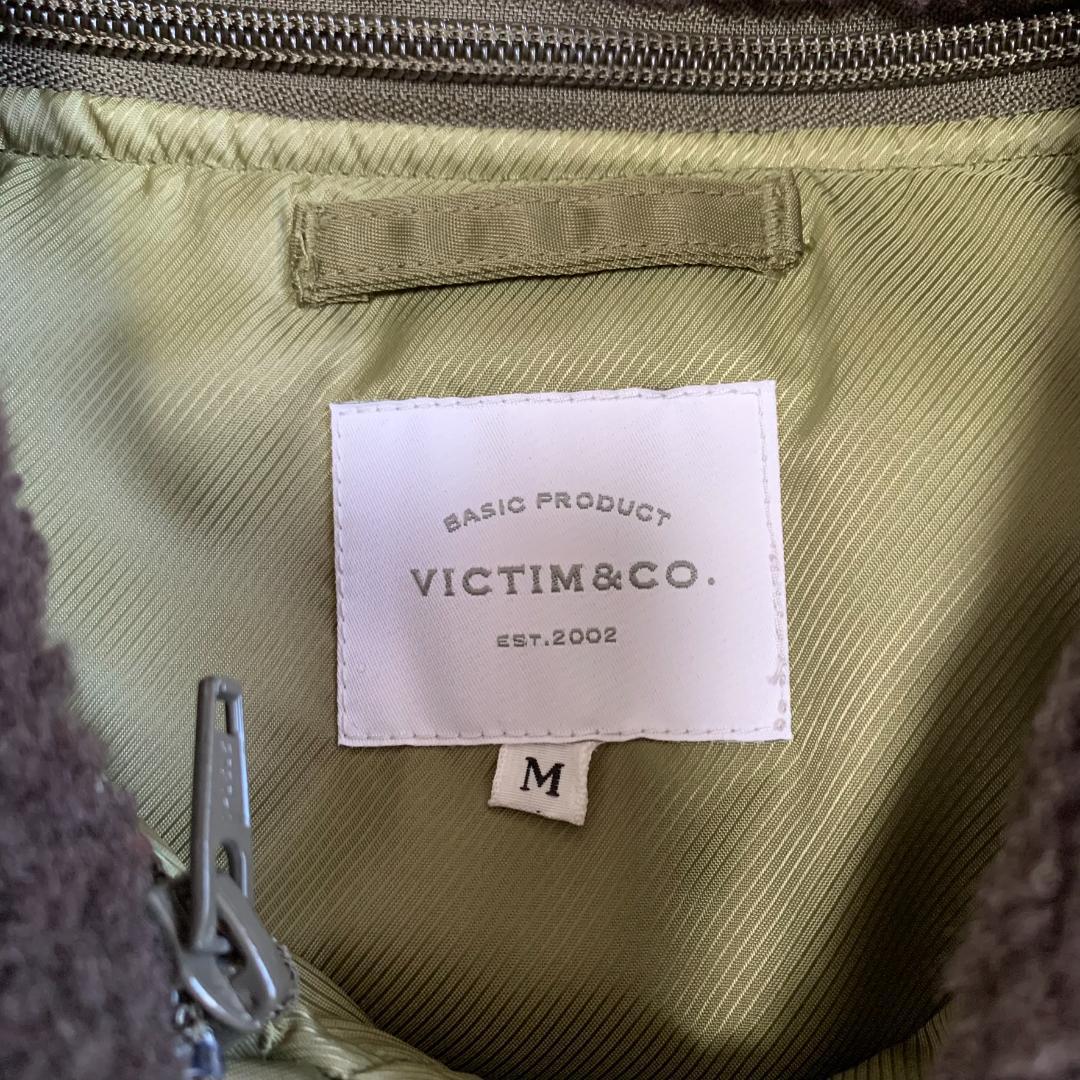 BASIC PRODUCT
VICTIM&CO.
EST.2002
M